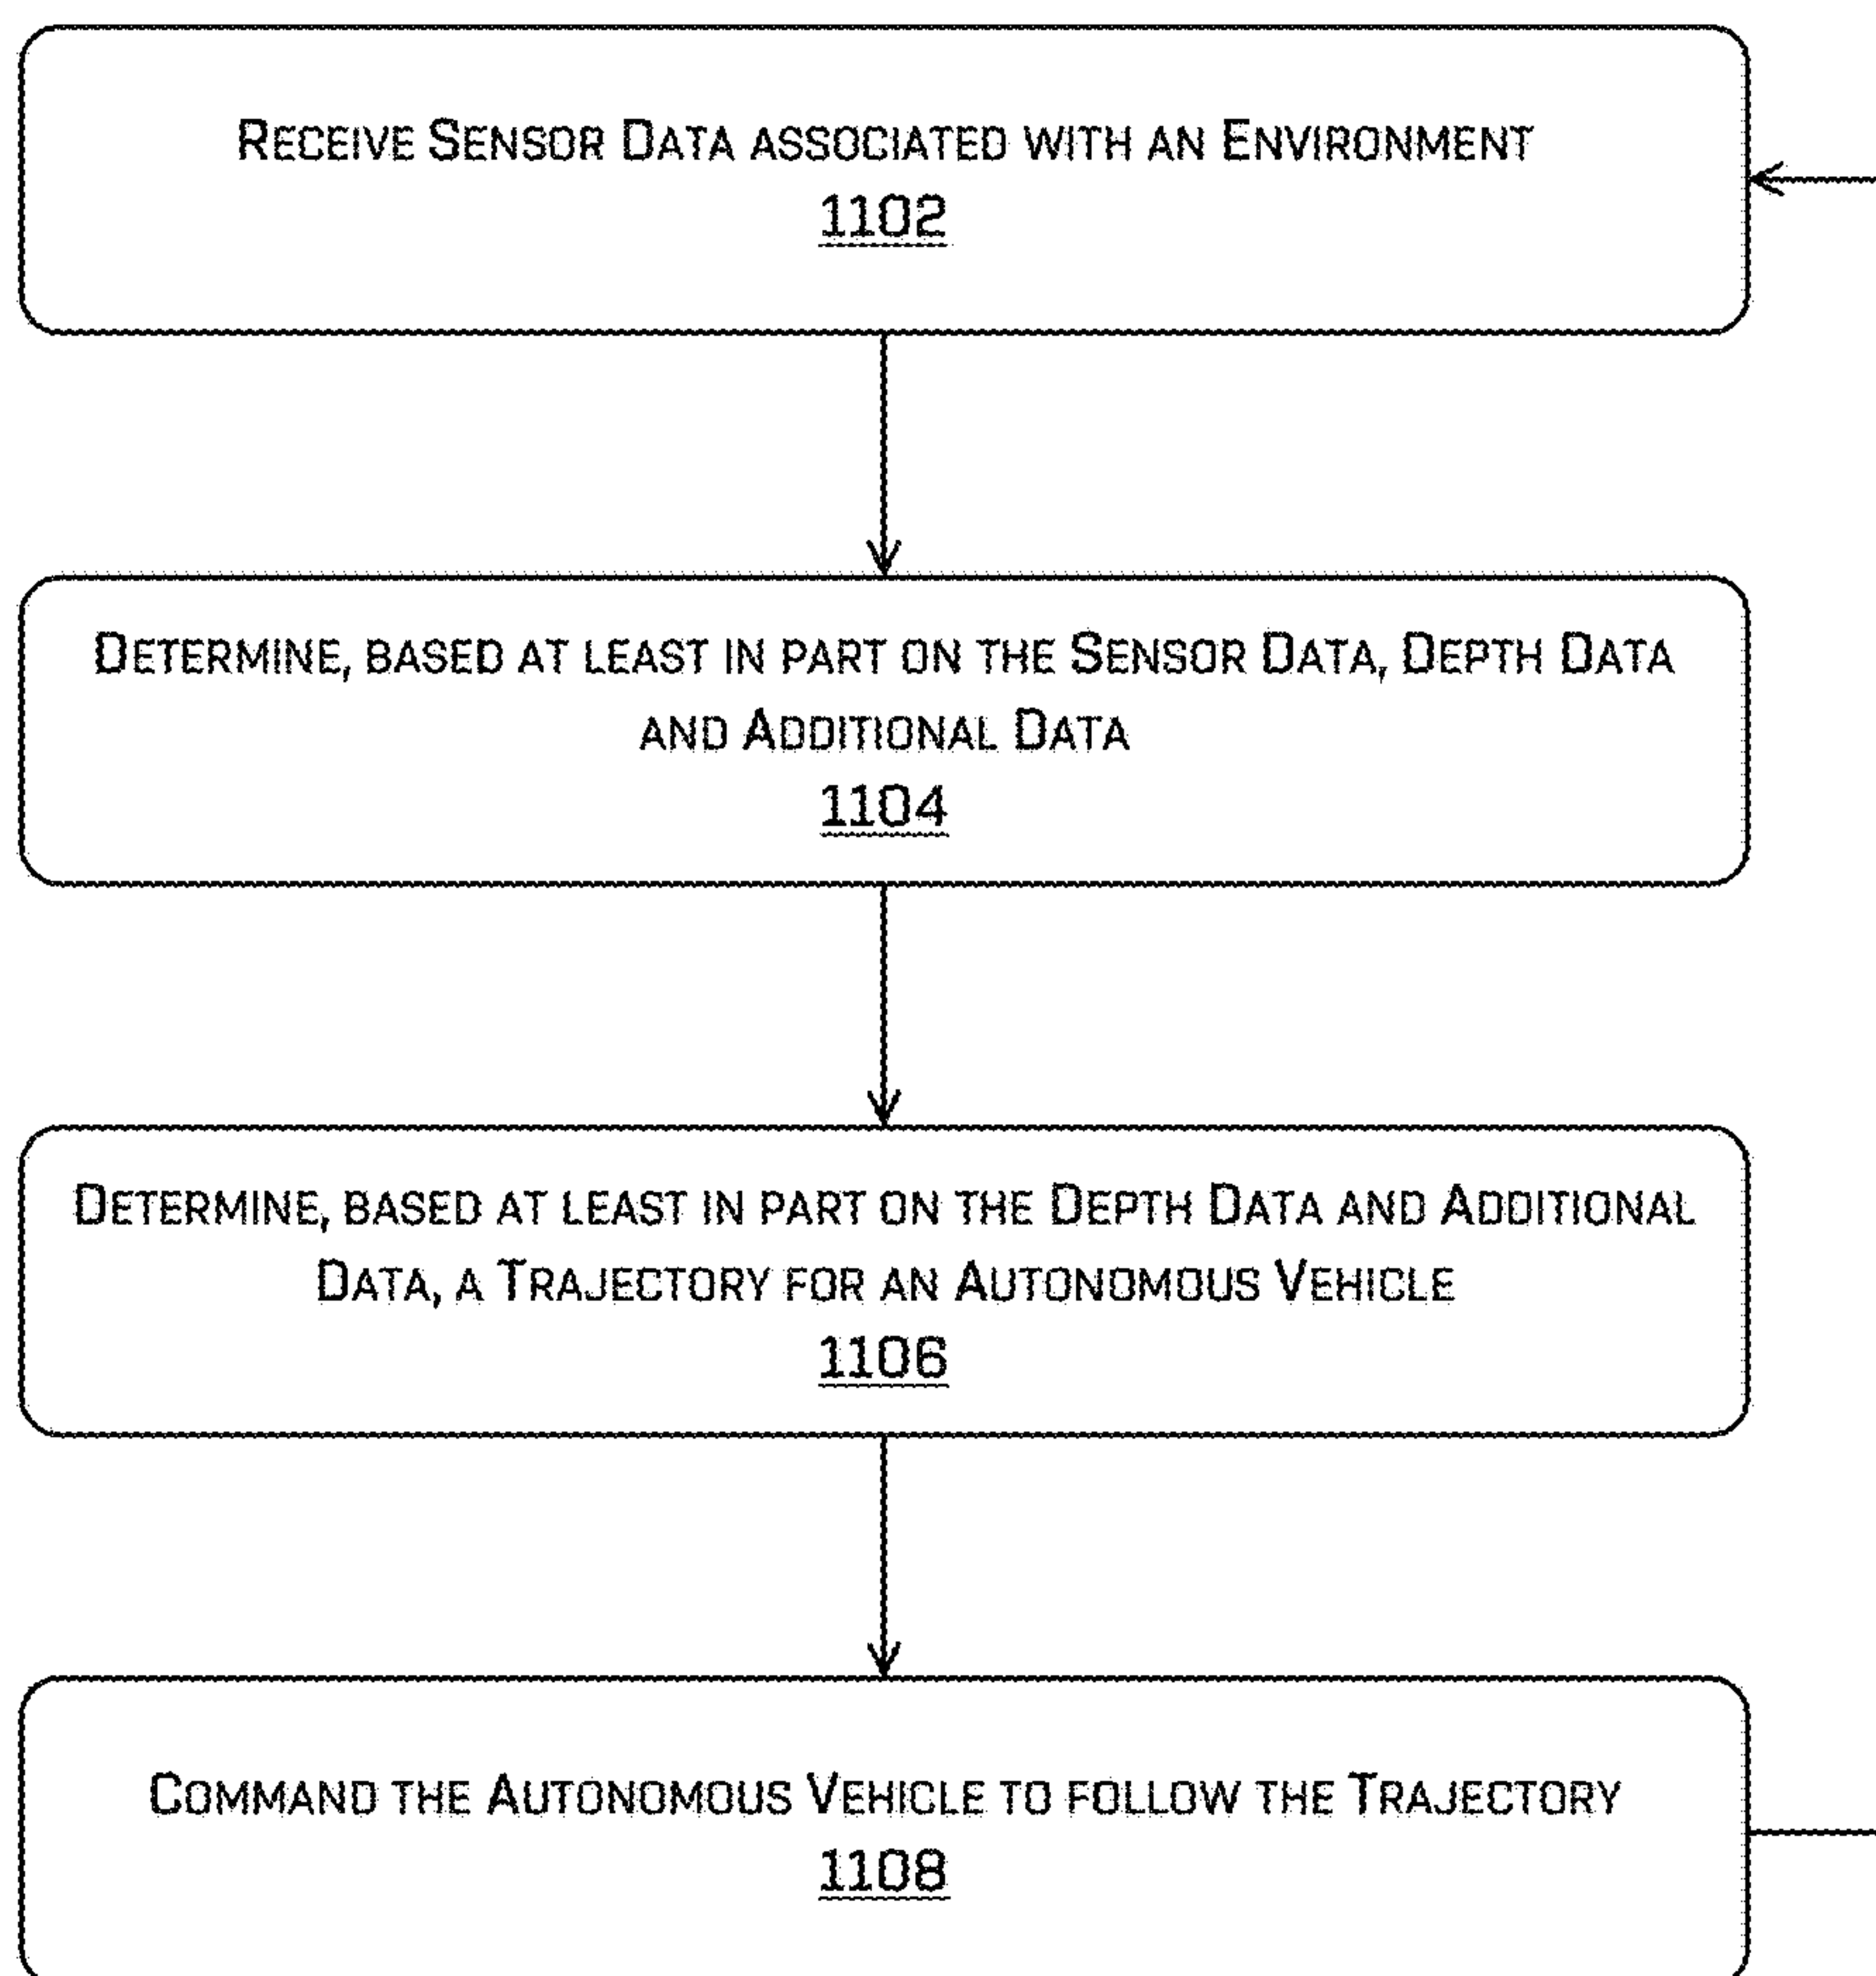 Receive Sensor Data associated with an Environment
1102
Determine, based at least in part on the Sensor Data, Depth Data
and Additional Data
1104
Determine, based at least in part on the Depth Data and Additional
Data, a Trajectory for an Autonomous Vehicle
1106
Command the Autonomous Vehicle to follow the Trajectory
1108